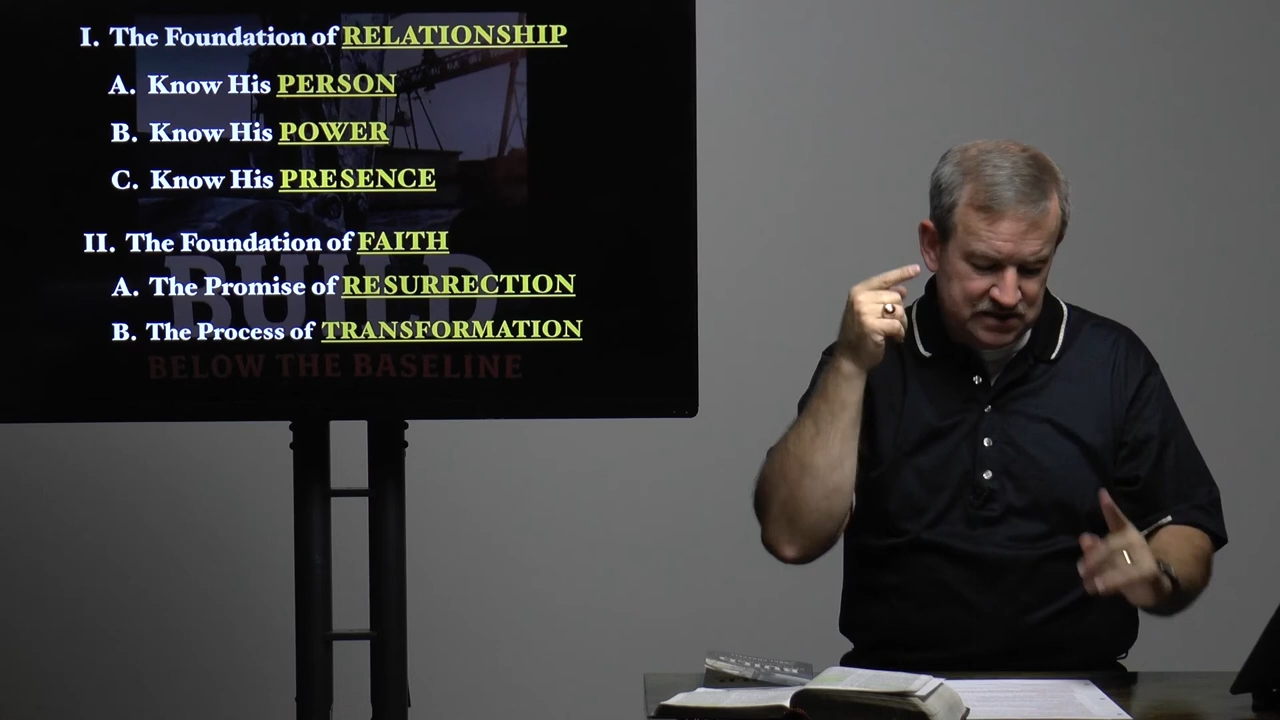 I. The Foundation of RELATIONSHIP
A. Know His PERSON
B. Know His POWER
C. Know His PRESENCE
II. The Foundation of FAITH
A. The Promise of RESURRECTION
B. The Process of TRANSFORMATION
BUILD
BELOW THE BASELINE